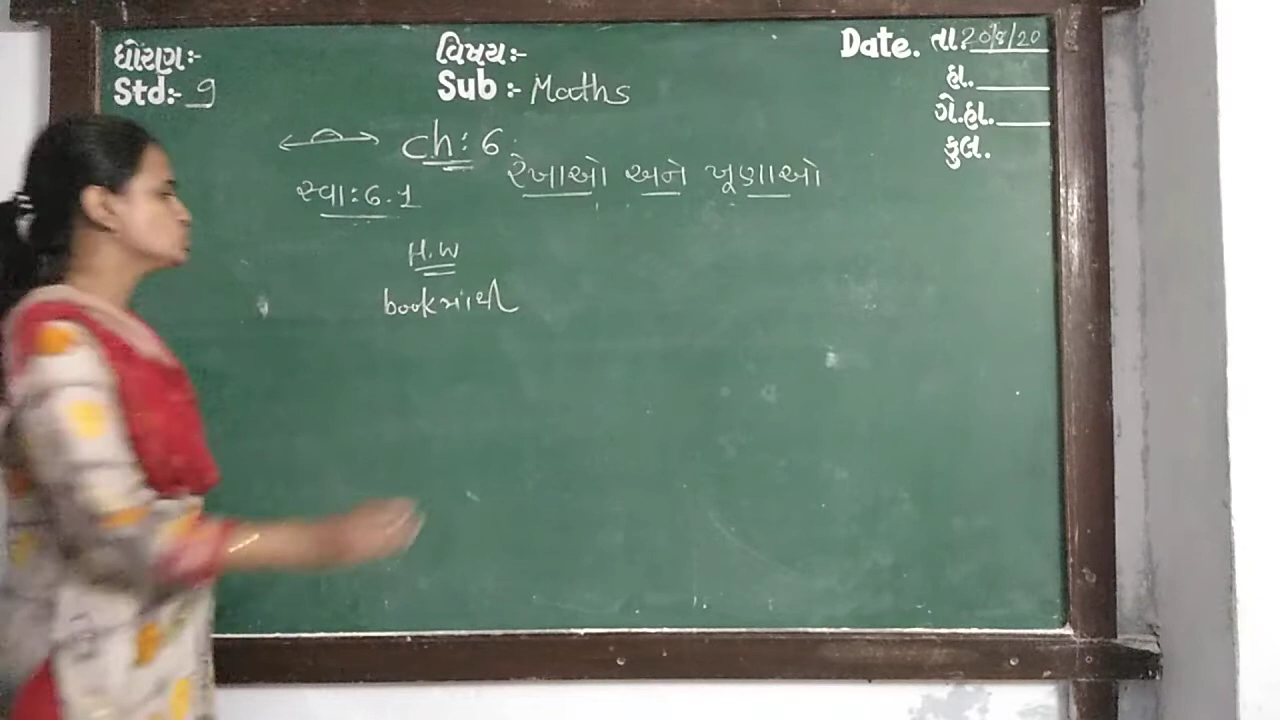 ધોરણ:-
Std:- 9
વિષય:-
Sub :- Maths
Date. તા. 20/8/20
હા.
ગે.હા.
કુલ.
ch: 6
રેખાઓ અને ખૂણાઓ
સ્વા: 6.1
H.W
bookમાંથી